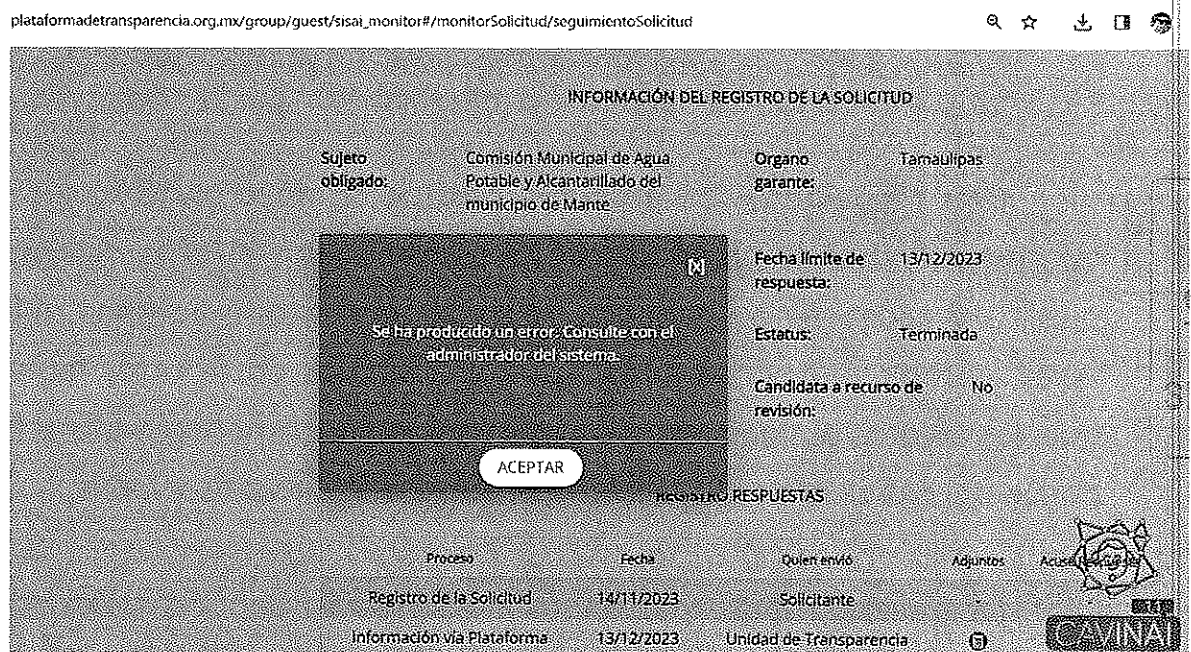 plataformadetransparencia.org.mx/group/guest/sisai_monitor#/monitorSolicitud/seguimientoSolicitud
INFORMACIÓN DEL REGISTRO DE LA SOLICITUD
Sujeto obligado:
Comisión Municipal de Agua
Potable y Alcantarillado del
municipio de Mante
Organo garante:
Tamaulipas
[X]
Se ha producido un error. Consulte con el
administrador del sistema.
ACEPTAR
Fecha límite de
respuesta:
13/12/2023
Estatus: Terminada
Candidata a recurso de
revisión:
No
REGISTRO RESPUESTAS
Proceso Fecha Quien envió Adjuntos
Registro de la Solicitud 14/11/2023 Solicitante -
Información vía Plataforma 13/12/2023 Unidad de Transparencia
CAVINAI